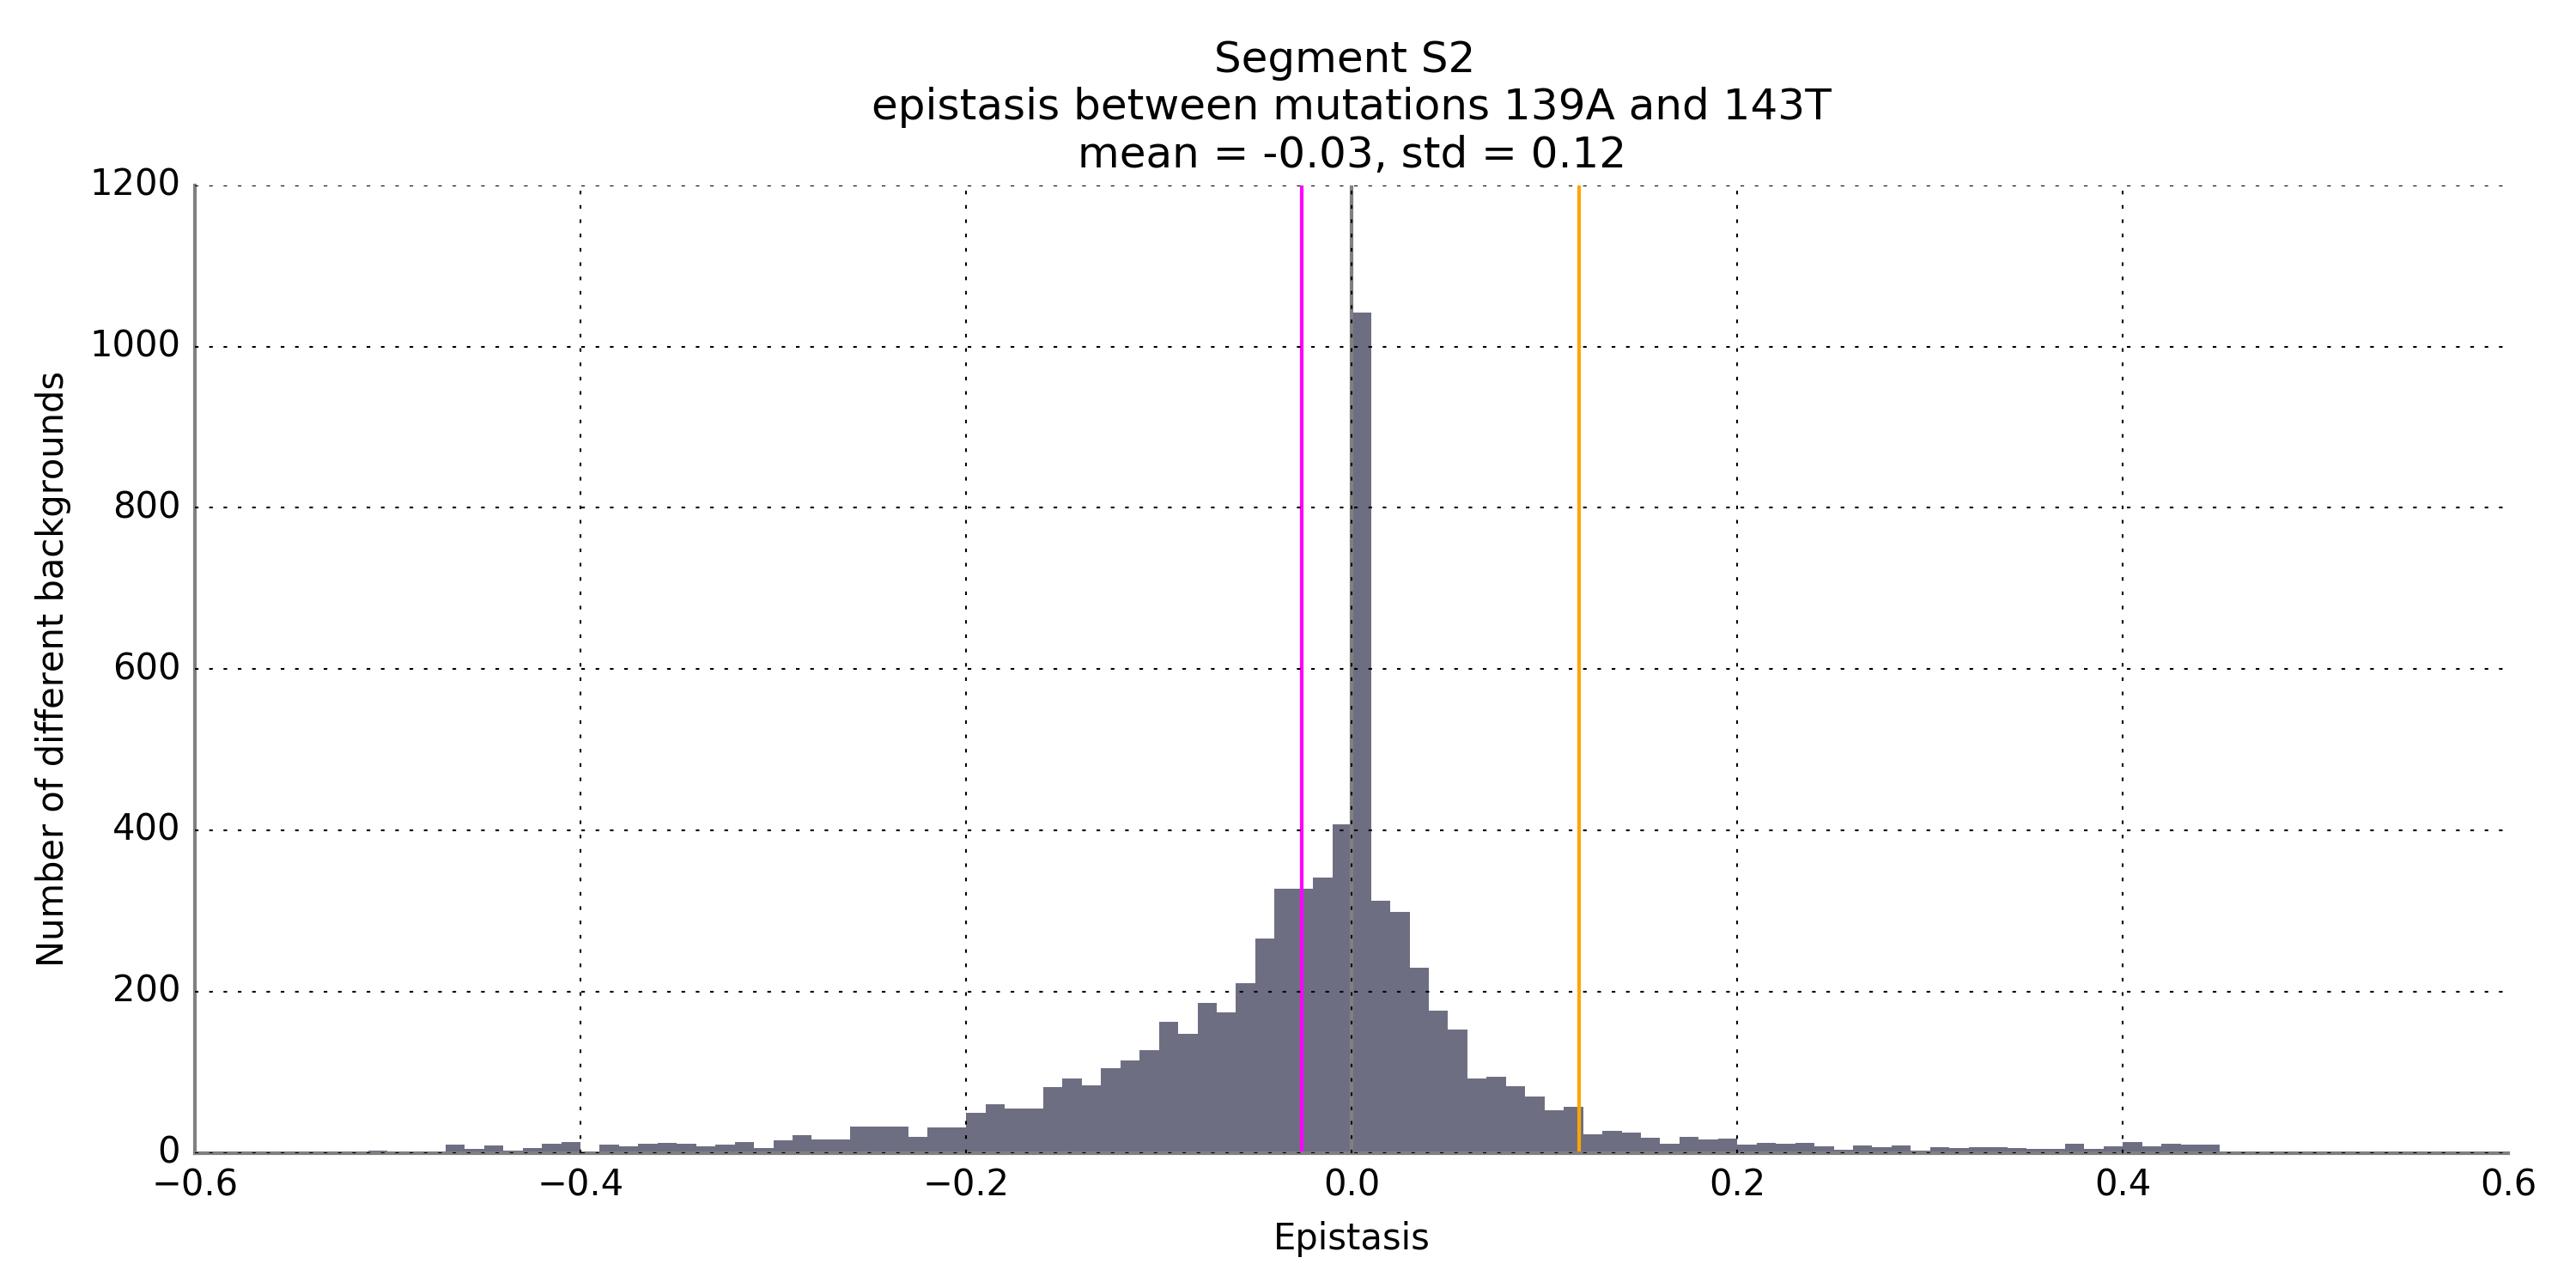 Segment S2
epistasis between mutations 139A and 143T
mean = -0.03, std = 0.12
1200
1000
800
600
400
200
0
Number of different backgrounds
−0.6 −0.4 −0.2 0.0 0.2 0.4 0.6
Epistasis